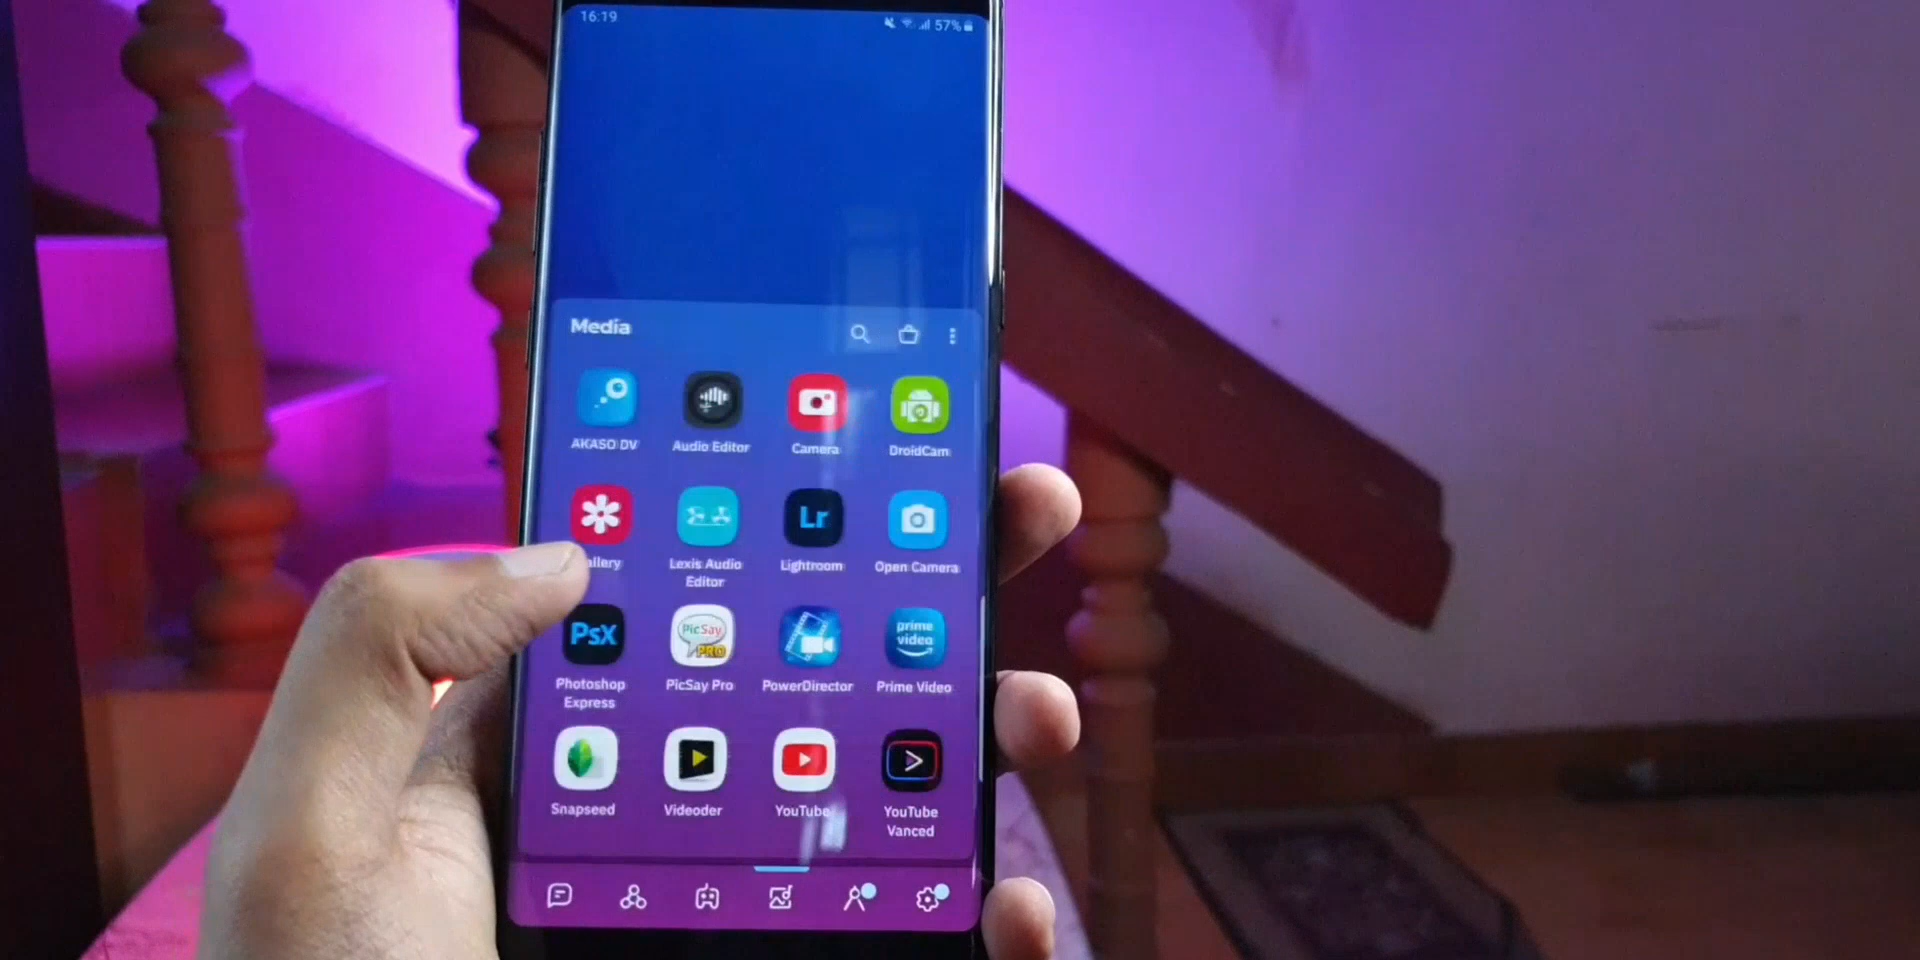 16:19
57%
Media
AKASO DV
Audio Editor
Camera
DroidCam
allery
Lexis Audio
Editor
Lr
Lightroom
Open Camera
PsX
Photoshop
Express
PicSay
PRO
PicSay Pro
PowerDirector
prime
video
Prime Video
Snapseed
Videoder
YouTube
YouTube
Vanced